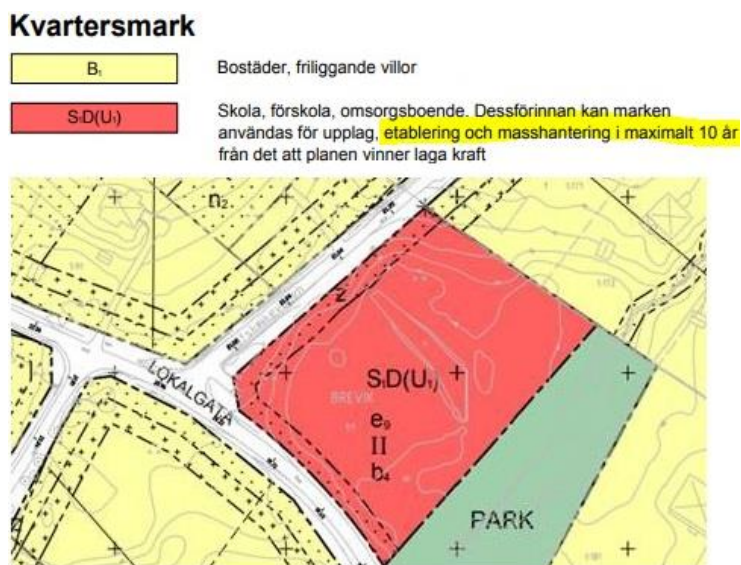 Kvartersmark
B₁
Bostäder, friliggande villor
S₁D(U₁)
Skola, förskola, omsorgsboende. Dessförinnan kan marken
användas för upplag, etablering och masshantering i maximalt 10 år
från det att planen vinner laga kraft
n₂
z
LOKALGATA
S₁D(U₁)
BREVIK
e₉
II
b₄
PARK